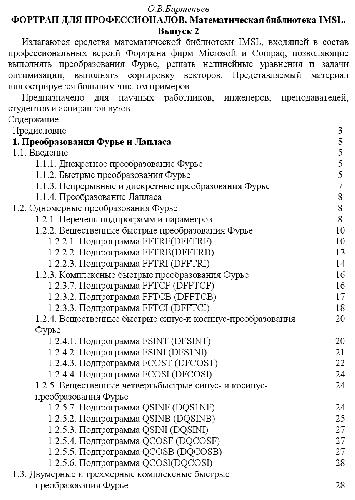 О.В.Бартеньев
ФОРТРАН ДЛЯ ПРОФЕССИОНАЛОВ. Математическая библиотека IMSL.
Выпуск 2
Излагаются средства математической библиотеки IMSL, входящей в состав
профессиональных версий Фортрана фирм Microsoft и Compaq, позволяющие
выполнять преобразования Фурье, решать нелинейные уравнения и задачи
оптимизации, выполнять сортировку векторов. Представляемый материал
иллюстрируется большим числом примеров.
Предназначено для научных работников, инженеров, преподавателей,
студентов и аспирантов вузов.
Содержание
Предисловие 3
1. Преобразования Фурье и Лапласа 5
1.1. Введение 5
1.1.1. Дискретное преобразование Фурье 5
1.1.2. Быстрые преобразования Фурье 5
1.1.3. Непрерывные и дискретные преобразования Фурье 7
1.1.4. Преобразование Лапласа 8
1.2. Одномерные преобразования Фурье 8
1.2.1. Перечень подпрограмм и параметров 8
1.2.2. Вещественные быстрые преобразования Фурье 10
1.2.2.1. Подпрограмма FFTRF(DFFTRF) 10
1.2.2.2. Подпрограмма FFTRB(DFFTRB) 13
1.2.2.3. Подпрограмма FFTRI (DFFTRI) 14
1.2.3. Комплексные быстрые преобразования Фурье 16
1.2.3.1. Подпрограмма FFTCF (DFFTCF) 16
1.2.3.2. Подпрограмма FFTCB (DFFTCB) 17
1.2.3.3. Подпрограмма FFTCI (DFFTCI) 18
1.2.4. Вещественные быстрые синус-и косинус-преобразования 20
Фурье
1.2.4.1. Подпрограмма FSINT (DFSINT) 20
1.2.4.2. Подпрограмма FSINI (DFSINI) 21
1.2.4.3. Подпрограмма FCOST (DFCOST) 22
1.2.4.4. Подпрограмма FCOSI (DFCOSI) 24
1.2.5. Вещественные четвертьбыстрые синус- и косинус- 
преобразования Фурье 24
1.2.5.1. Подпрограмма QSINF (DQSINF) 24
1.2.5.2. Подпрограмма QSINB (DQSINB) 25
1.2.5.3. Подпрограмма QSINI (DQSINI) 27
1.2.5.4. Подпрограмма QCOSF (DQCOSF) 27
1.2.5.5. Подпрограмма QCOSB (DQCOSB) 27
1.2.5.6. Подпрограмма QCOSI(DQCOSI) 28
1.3. Двумерные и трехмерные комплексные быстрые
преобразования Фурье 28